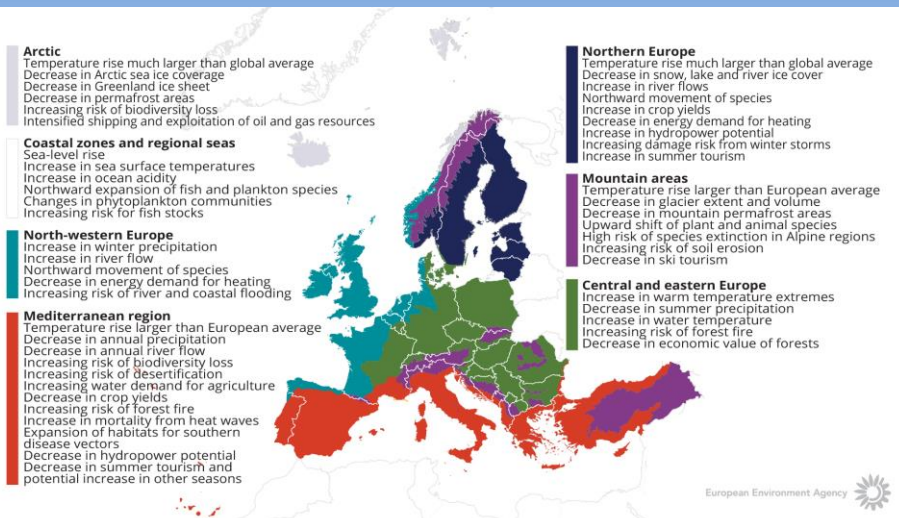 Arctic
Temperature rise much larger than global average
Decrease in Arctic sea ice coverage
Decrease in Greenland ice sheet
Decrease in permafrost areas
Increasing risk of biodiversity loss
Intensified shipping and exploitation of oil and gas resources
Coastal zones and regional seas
Sea-level rise
Increase in sea surface temperatures
Increase in ocean acidity
Northward expansion of fish and plankton species
Changes in phytoplankton communities
Increasing risk for fish stocks
North-western Europe
Increase in winter precipitation
Increase in river flow
Northward movement of species
Decrease in energy demand for heating
Increasing risk of river and coastal flooding
Mediterranean region
Temperature rise larger than European average
Decrease in annual precipitation
Decrease in annual river flow
Increasing risk of biodiversity loss
Increasing risk of desertification
Increasing water demand for agriculture
Decrease in crop yields
Increasing risk of forest fire
Increase in mortality from heat waves
Expansion of habitats for southern
disease vectors
Decrease in hydropower potential
Decrease in summer tourism and
potential increase in other seasons
Northern Europe
Temperature rise much larger than global average
Decrease in snow, lake and river ice cover
Increase in river flows
Northward movement of species
Increase in crop yields
Decrease in energy demand for heating
Increase in hydropower potential
Increasing damage risk from winter storms
Increase in summer tourism
Mountain areas
Temperature rise larger than European average
Decrease in glacier extent and volume
Decrease in mountain permafrost areas
Upward shift of plant and animal species
High risk of species extinction in Alpine regions
Increasing risk of soil erosion
Decrease in ski tourism
Central and eastern Europe
Increase in warm temperature extremes
Decrease in summer precipitation
Increase in water temperature
Increasing risk of forest fire
Decrease in economic value of forests
European Environment Agency